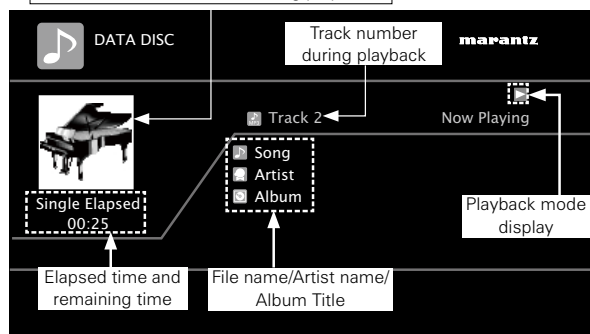 DATA DISC
Track number
during playback
marantz
Track 2
Now Playing
Song
Artist
Album
Single Elapsed
00:25
Playback mode
display
Elapsed time and
remaining time
File name/Artist name/
Album Title